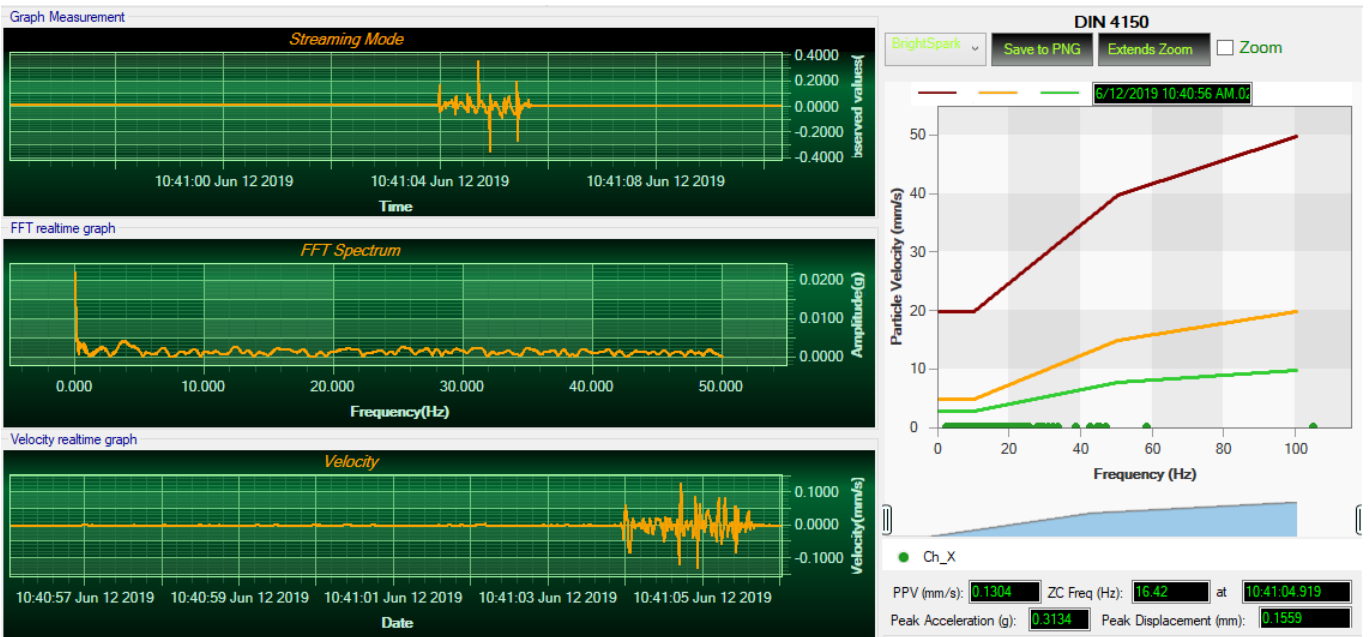 Graph Measurement
Streaming Mode
0.4000
0.2000
0.0000
-0.2000
-0.4000
bserved values(
10:41:00 Jun 12 2019 10:41:04 Jun 12 2019 10:41:08 Jun 12 2019
Time
FFT realtime graph
FFT Spectrum
0.0200
0.0100
0.0000
Amplitude(g)
0.000 10.000 20.000 30.000 40.000 50.000
Frequency(Hz)
Velocity realtime graph
Velocity
0.1000
0.0000
-0.1000
Velocity(mm/s)
10:40:57 Jun 12 2019 10:40:59 Jun 12 2019 10:41:01 Jun 12 2019 10:41:03 Jun 12 2019 10:41:05 Jun 12 2019
Date
DIN 4150
BrightSpark Save to PNG Extends Zoom Zoom
6/12/2019 10:40:56 AM.02
50
40
30
20
10
0
Particle Velocity (mm/s)
0 20 40 60 80 100
Frequency (Hz)
Ch_X
PPV (mm/s): 0.1304 ZC Freq (Hz): 16.42 at 10:41:04.919
Peak Acceleration (g): 0.3134 Peak Displacement (mm): 0.1559